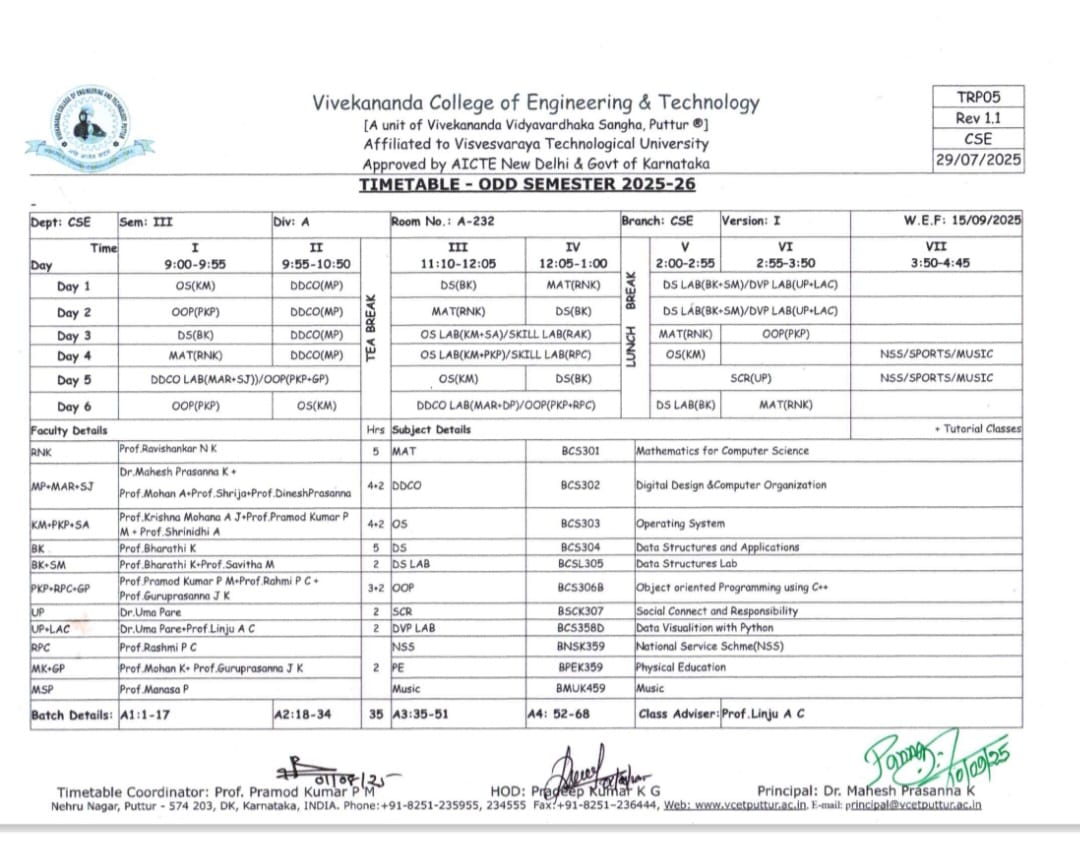 Vivekananda College of Engineering & Technology
[A unit of Vivekananda Vidyavardhaka Sangha, Puttur ®]
Affiliated to Visvesvaraya Technological University
Approved by AICTE New Delhi & Govt of Karnataka
TIMETABLE - ODD SEMESTER 2025-26
TRP05
Rev 1.1
CSE
29/07/2025
Dept: CSE Sem: III Div: A Room No.: A-232 Branch: CSE Version: I W.E.F: 15/09/2025
Time I II III IV V VI VII
Day 9:00-9:55 9:55-10:50 11:10-12:05 12:05-1:00 2:00-2:55 2:55-3:50 3:50-4:45
TEA BREAK
LUNCH BREAK
Day 1 OS(KM) DDCO(MP) DS(BK) MAT(RNK) DS LAB(BK+SM)/DVP LAB(UP+LAC)
Day 2 OOP(PKP) DDCO(MP) MAT(RNK) DS(BK) DS LAB(BK+SM)/DVP LAB(UP+LAC)
Day 3 DS(BK) DDCO(MP) OS LAB(KM+SA)/SKILL LAB(RAK) MAT(RNK) OOP(PKP)
Day 4 MAT(RNK) DDCO(MP) OS LAB(KM+PKP)/SKILL LAB(RPC) OS(KM) NSS/SPORTS/MUSIC
Day 5 DDCO LAB(MAR+SJ))/OOP(PKP+GP) OS(KM) DS(BK) SCR(UP) NSS/SPORTS/MUSIC
Day 6 OOP(PKP) OS(KM) DDCO LAB(MAR+DP)/OOP(PKP+RPC) DS LAB(BK) MAT(RNK)
Faculty Details Hrs Subject Details + Tutorial Classes
RNK Prof.Ravishankar N K 5 MAT BCS301 Mathematics for Computer Science
MP+MAR+SJ Dr.Mahesh Prasanna K + 4+2 DDCO BCS302 Digital Design &Computer Organization
Prof.Mohan A+Prof.Shrija+Prof.DineshPrasanna
KM+PKP+SA Prof.Krishna Mohana A J+Prof.Pramod Kumar P 4+2 OS BCS303 Operating System
M + Prof.Shrinidhi A
BK Prof.Bharathi K 5 DS BCS304 Data Structures and Applications
BK+SM Prof.Bharathi K+Prof.Savitha M 2 DS LAB BCSL305 Data Structures Lab
PKP+RPC+GP Prof.Pramod Kumar P M+Prof.Rahmi P C + 3+2 OOP BCS306B Object oriented Programming using C++
Prof.Guruprasanna J K
UP Dr.Uma Pare 2 SCR BSCK307 Social Connect and Responsibility
UP+LAC Dr.Uma Pare+Prof.Linju A C 2 DVP LAB BCS358D Data Visualition with Python
RPC Prof.Rashmi P C NSS BNSK359 National Service Schme(NSS)
MK+GP Prof.Mohan K+ Prof.Guruprasanna J K 2 PE BPEK359 Physical Education
MSP Prof.Manasa P Music BMUK459 Music
Batch Details: A1:1-17 A2:18-34 35 A3:35-51 A4: 52-68 Class Adviser:Prof.Linju A C
10/09/25
Timetable Coordinator: Prof. Pramod Kumar P M HOD: Pradeep Kumar K G Principal: Dr. Mahesh Prasanna K
Nehru Nagar, Puttur - 574 203, DK, Karnataka, INDIA. Phone:+91-8251-235955, 234555 Fax:+91-8251-236444, Web: www.vcetputtur.ac.in, E-mail: principal@vcetputtur.ac.in